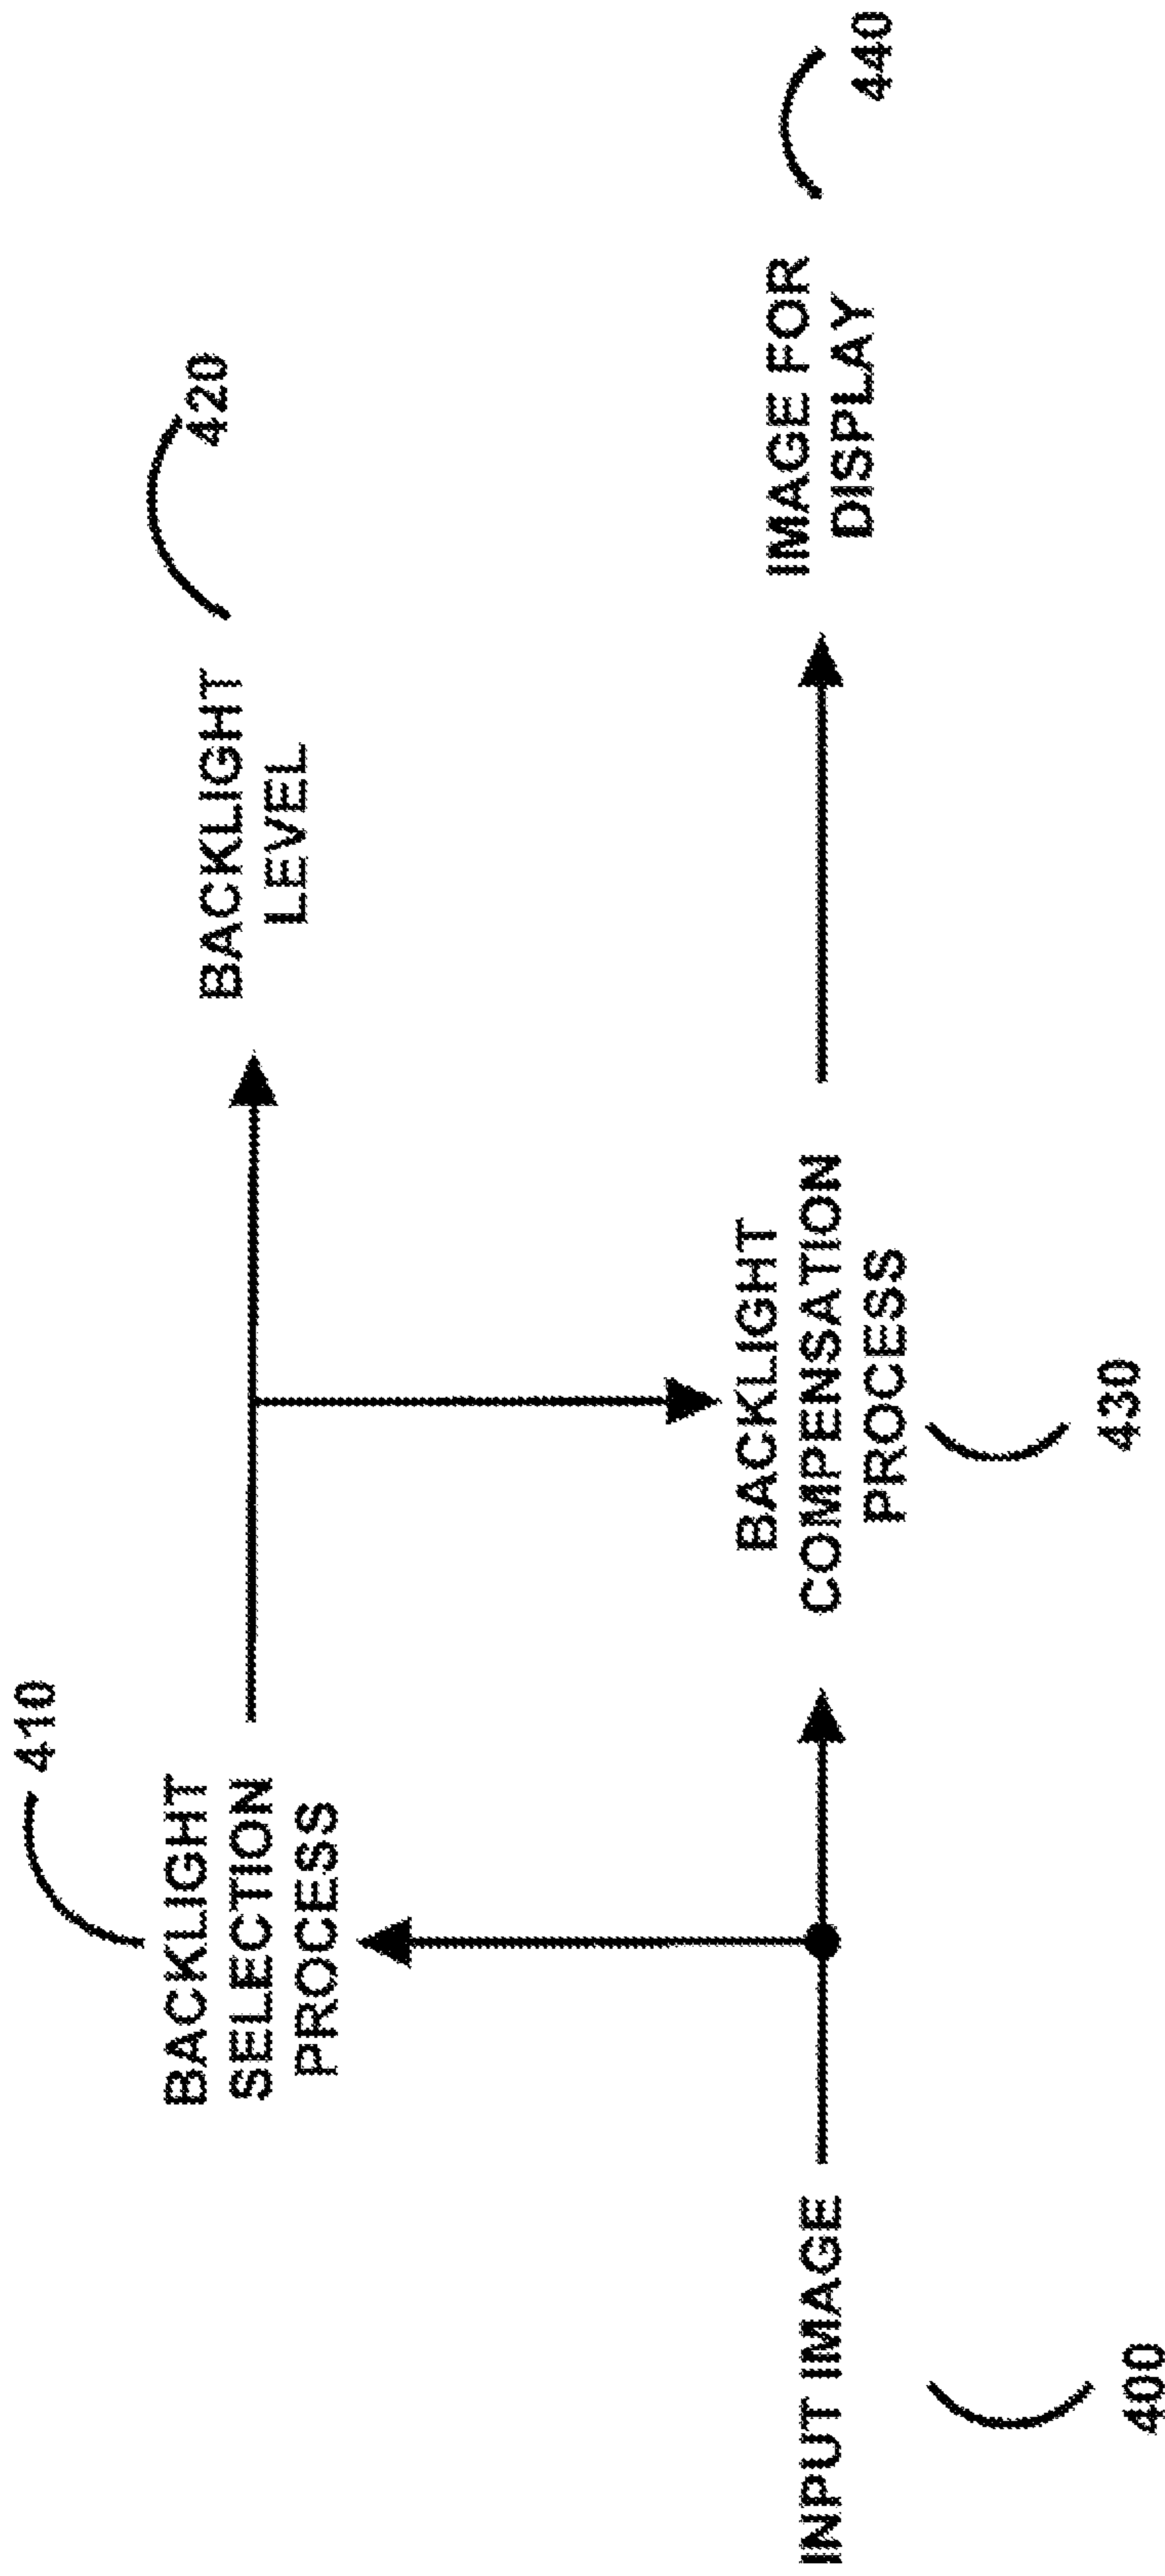 410
BACKLIGHT
SELECTION
PROCESS
BACKLIGHT
LEVEL
420
INPUT IMAGE
400
BACKLIGHT
COMPENSATION
PROCESS
430
IMAGE FOR
DISPLAY
440